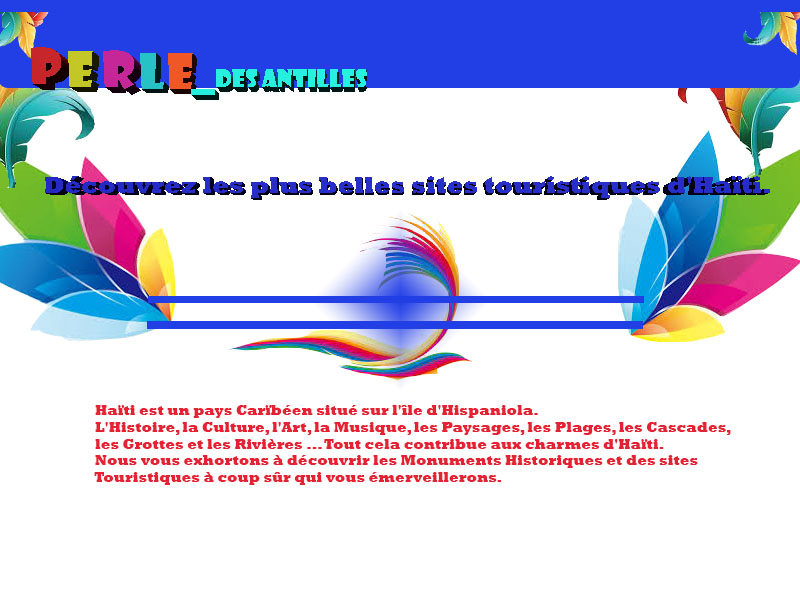 PERLE_DES ANTILLES
Découvrez les plus belles sites touristiques d'Haïti.
Haïti est un pays Caribéen situé sur l'île d'Hispaniola.
L'Histoire, la Culture, l'Art, la Musique, les Paysages, les Plages, les Cascades,
les Grottes et les Rivières ...Tout cela contribue aux charmes d'Haïti.
Nous vous exhortons à découvrir les Monuments Historiques et des sites
Touristiques à coup sûr qui vous émerveillerons.